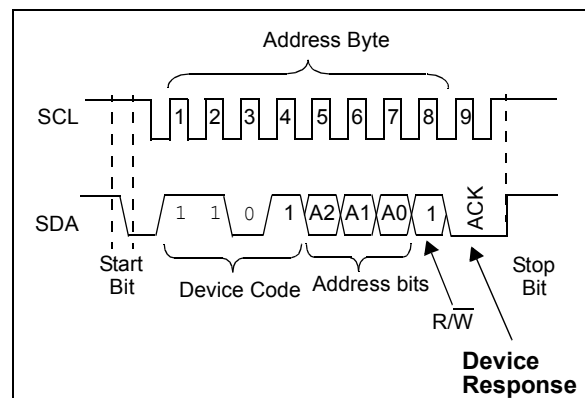 Address Byte
SCL 1 2 3 4 5 6 7 8 9
SDA 1 1 0 1 A2 A1 A0 1 ACK
Start
Bit
Device Code
Address bits
Stop
Bit
R/W̅
Device
Response